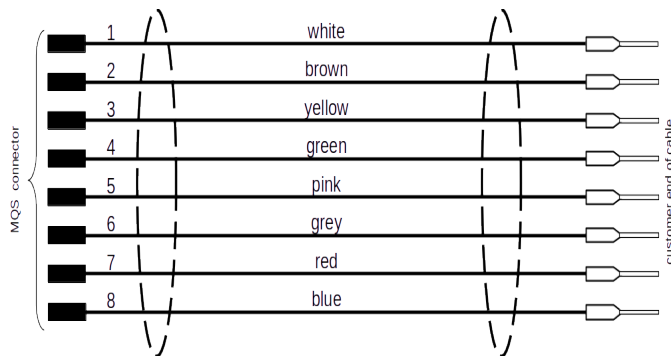 1 white
2 brown
3 yellow
4 green
5 pink
6 grey
7 red
8 blue
MQS connector
customer end of cable